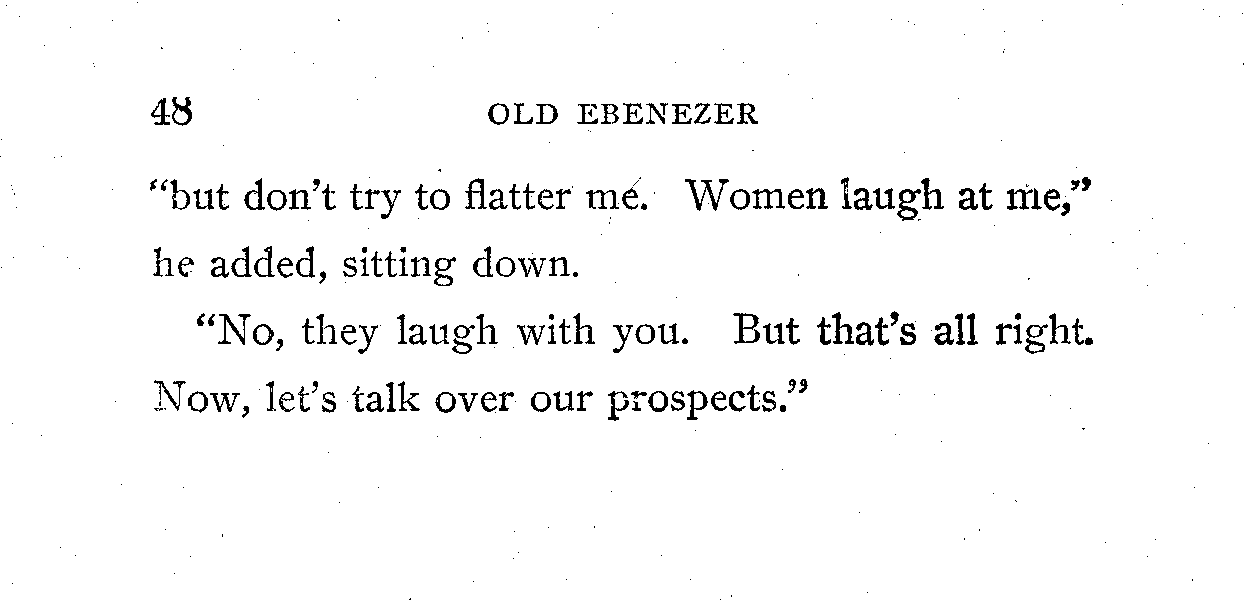 48 OLD EBENEZER
“but don’t try to flatter me. Women laugh at me,”
he added, sitting down.
“No, they laugh with you. But that’s all right.
Now, let’s talk over our prospects.”